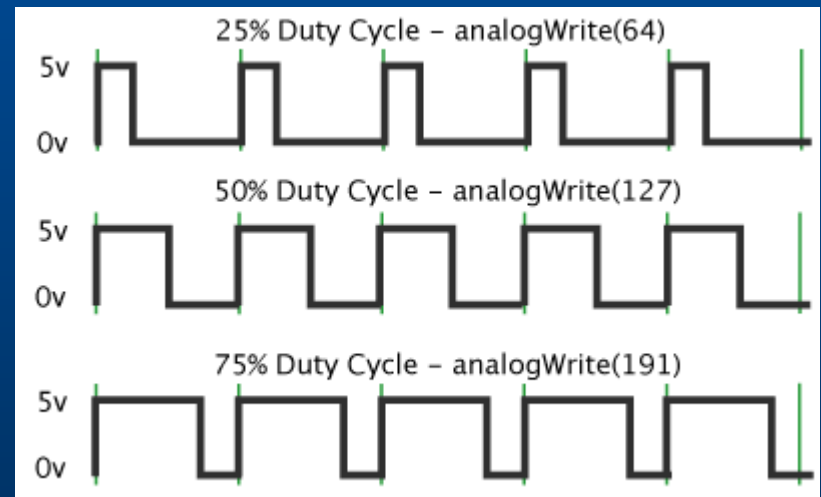 25% Duty Cycle – analogWrite(64)
5v
0v
50% Duty Cycle – analogWrite(127)
5v
0v
75% Duty Cycle – analogWrite(191)
5v
0v